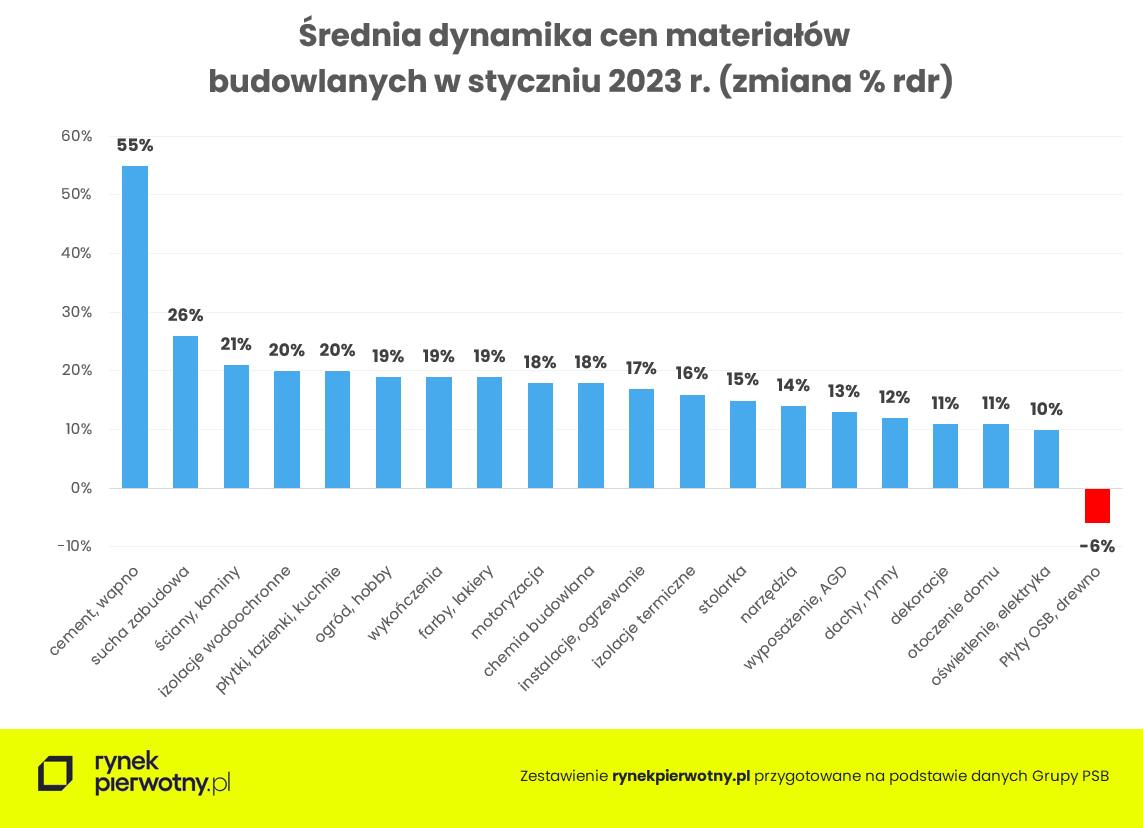 Średnia dynamika cen materiałów
budowlanych w styczniu 2023 r. (zmiana % rdr)
60%
50%
40%
30%
20%
10%
0%
-10%
55%
26%
21%
20%
20%
19%
19%
19%
18%
18%
17%
16%
15%
14%
13%
12%
11%
11%
10%
-6%
cement, wapno
sucha zabudowa
ściany, kominy
izolacje wodoochronne
płytki, łazienki, kuchnie
ogród, hobby
wykończenia
farby, lakiery
motoryzacja
chemia budowlana
instalacje, ogrzewanie
izolacje termiczne
stolarka
narzędzia
wyposażenie, AGD
dachy, rynny
dekoracje
otoczenie domu
oświetlenie, elektryka
Płyty OSB, drewno
rynek
pierwotny.pl
Zestawienie rynekpierwotny.pl przygotowane na podstawie danych Grupy PSB